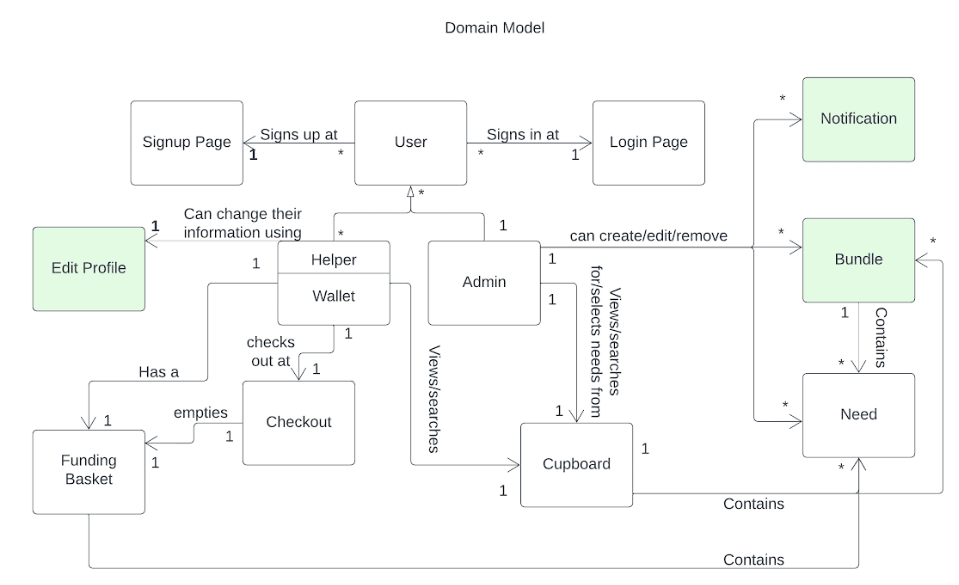 Domain Model
*
Notification
Signup Page
Signs up at
1
*
User
Signs in at
*
1
Login Page
*
Can change their
information using
1
*
1
can create/edit/remove
*
*
Edit Profile
1
Helper
Wallet
Admin
1
1
Bundle
1
Contains
*
Views/searches
for/selects needs from
1
checks
out at
1
Views/searches
Has a
1
empties
1
1
Checkout
1
*
Need
Funding
Basket
Cupboard
1
1
*
Contains
Contains